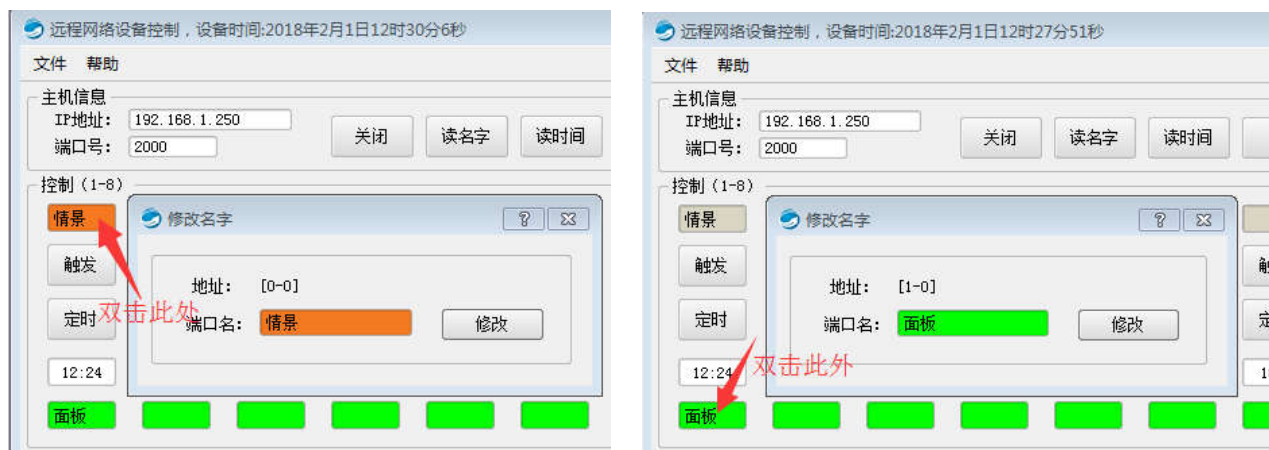 远程网络设备控制，设备时间:2018年2月1日12时30分6秒
文件 帮助
主机信息
IP地址： 192.168.1.250
端口号： 2000
关闭 读名字 读时间
控制（1-8）
情景
修改名字
触发
地址： [0-0]
双击此处
定时
端口名： 情景 修改
12:24
面板
远程网络设备控制，设备时间:2018年2月1日12时27分51秒
文件 帮助
主机信息
IP地址： 192.168.1.250
端口号： 2000
关闭 读名字 读时间
控制（1-8）
情景
修改名字
触发
地址： [1-0]
定时
端口名： 面板 修改
双击此外
12:24
面板